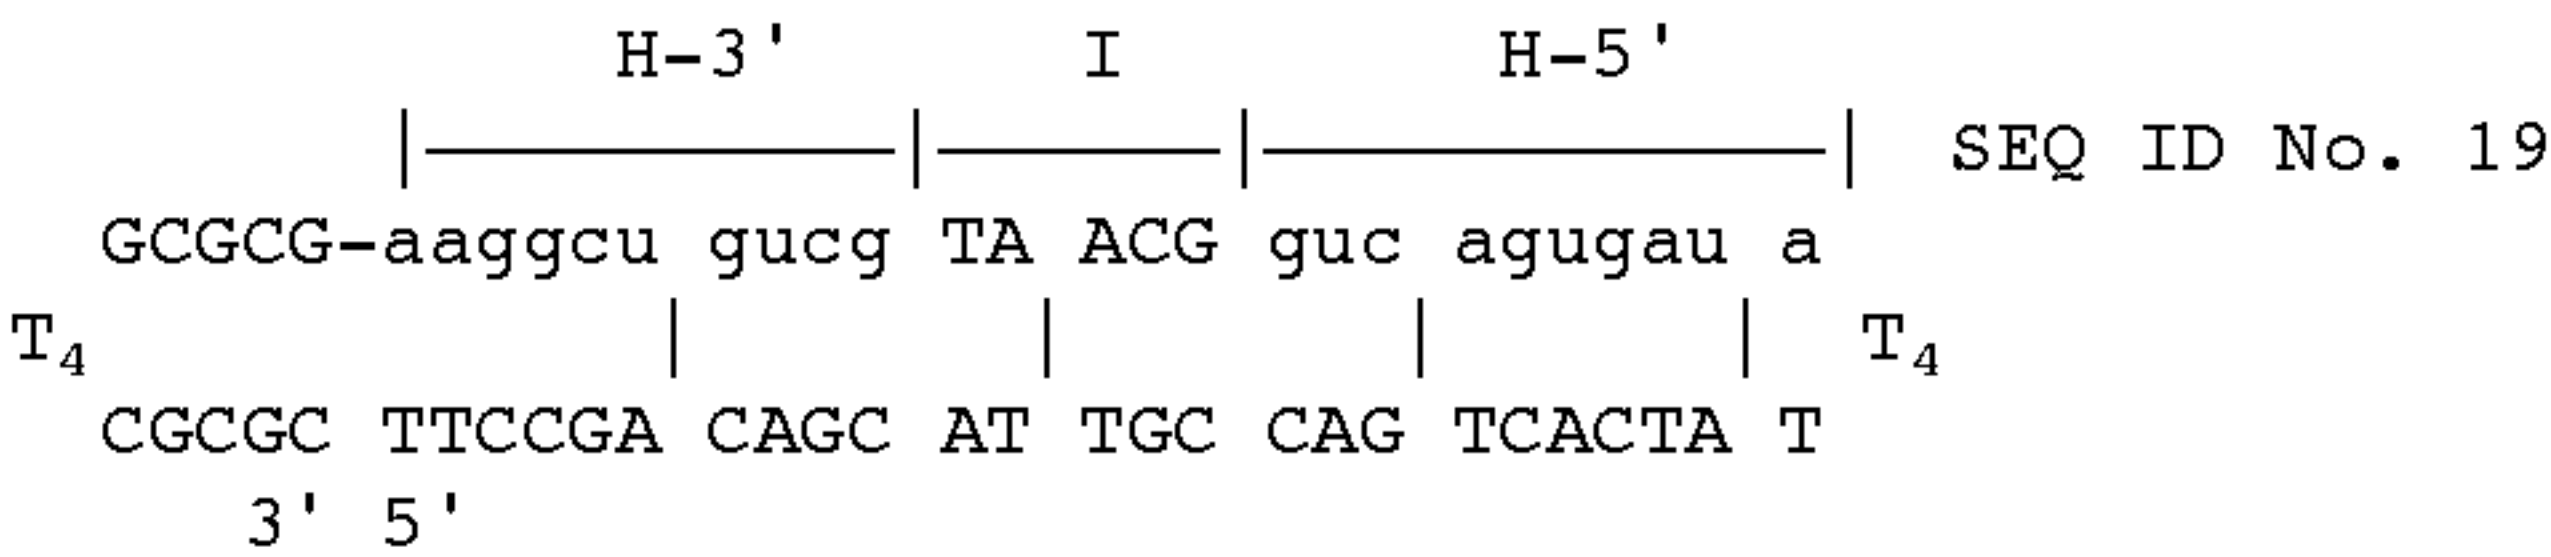 H-3' I H-5'
|————|———|————| SEQ ID No. 19
GCGCG-aaggcu gucg TA ACG guc agugau a
T₄ | | | | T₄
CGCGC TTCCGA CAGC AT TGC CAG TCACTA T
3' 5'